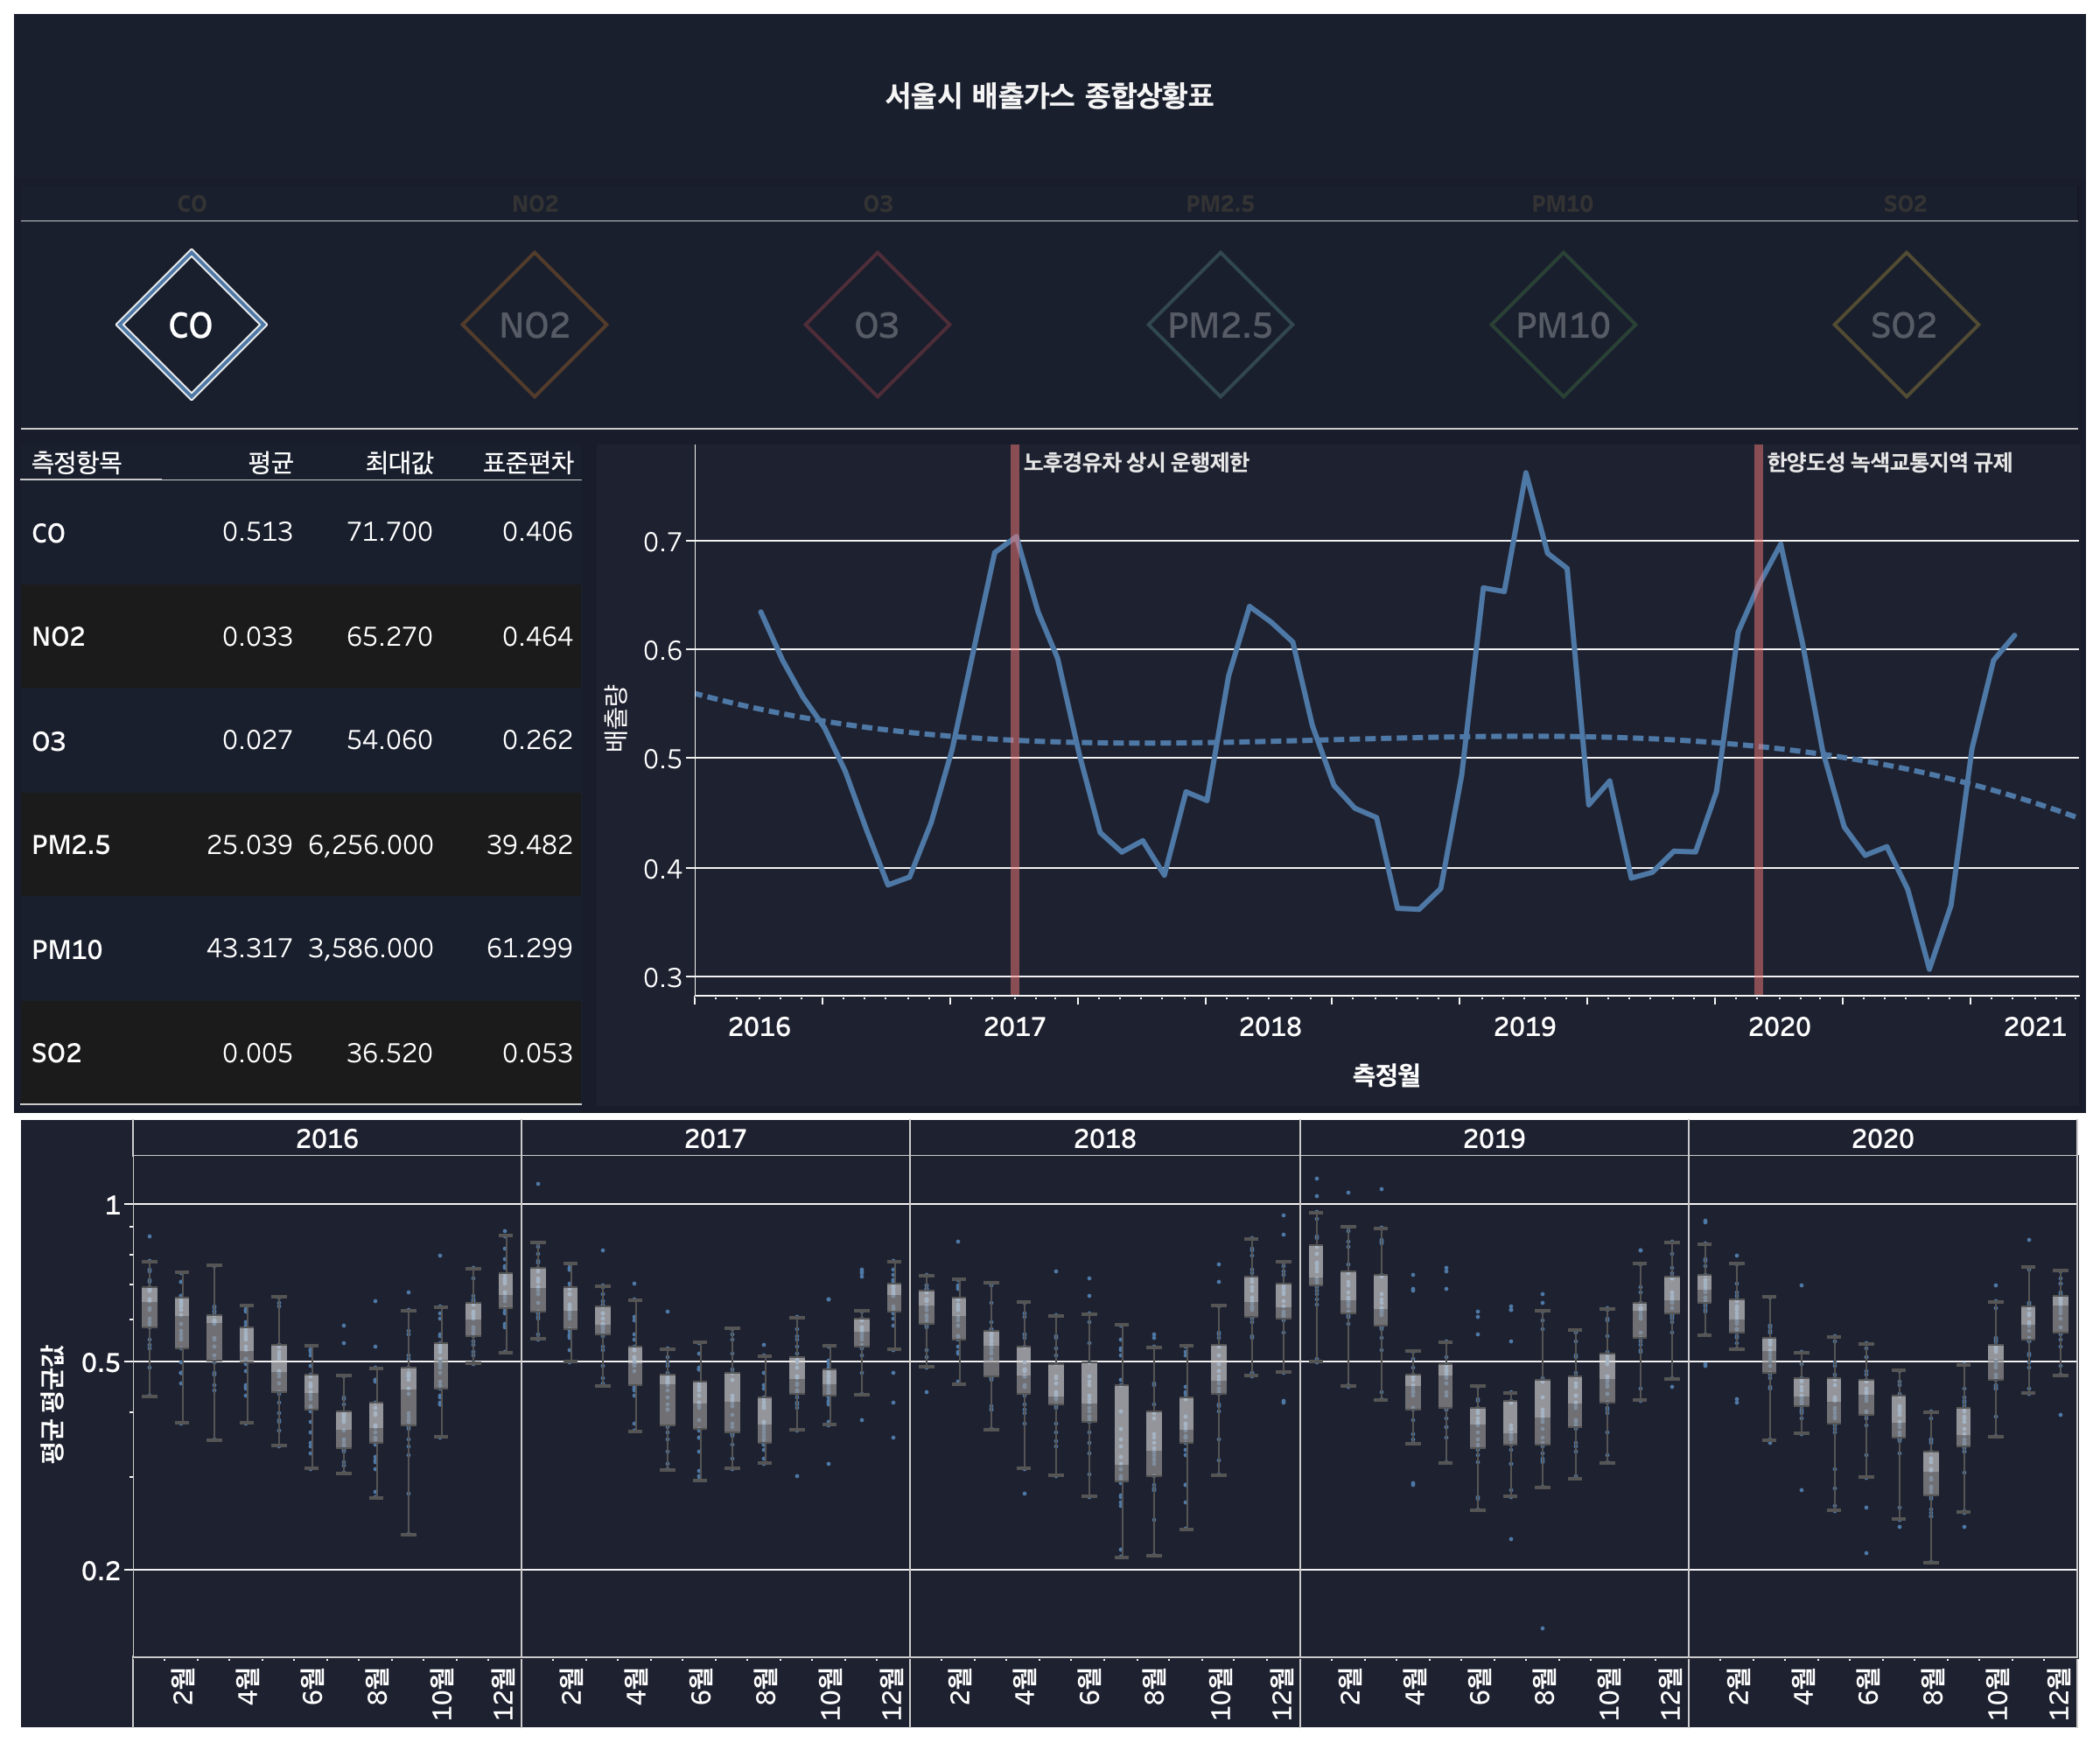 서울시 배출가스 종합상황표
CO NO2 O3 PM2.5 PM10 SO2
CO NO2 O3 PM2.5 PM10 SO2
측정항목 평균 최대값 표준편차
CO 0.513 71.700 0.406
NO2 0.033 65.270 0.464
O3 0.027 54.060 0.262
PM2.5 25.039 6,256.000 39.482
PM10 43.317 3,586.000 61.299
SO2 0.005 36.520 0.053
노후경유차 상시 운행제한
한양도성 녹색교통지역 규제
배출량
0.7
0.6
0.5
0.4
0.3
2016 2017 2018 2019 2020 2021
측정월
2016 2017 2018 2019 2020
평균 평균값
1
0.5
0.2
2월 4월 6월 8월 10월 12월 2월 4월 6월 8월 10월 12월 2월 4월 6월 8월 10월 12월 2월 4월 6월 8월 10월 12월 2월 4월 6월 8월 10월 12월